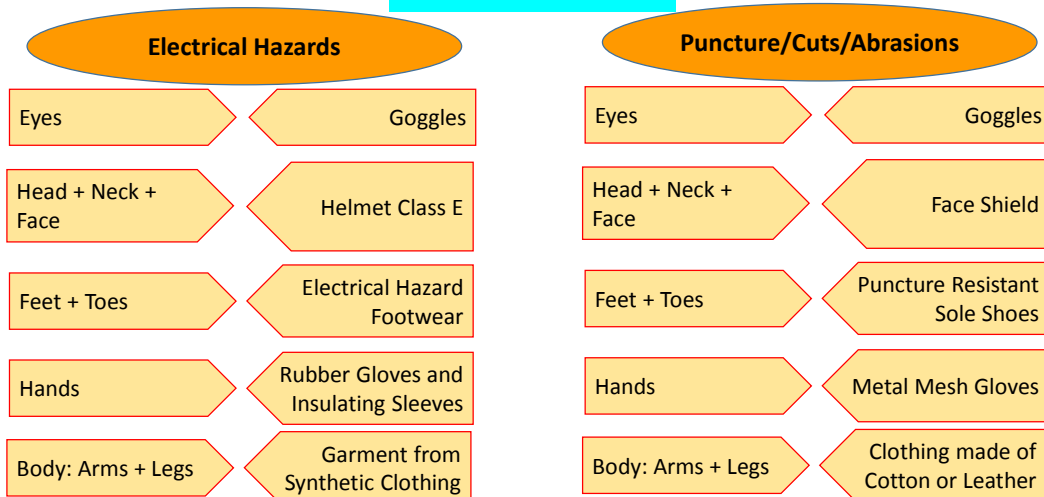 Electrical Hazards
Eyes
Goggles
Head + Neck +
Face
Helmet Class E
Feet + Toes
Electrical Hazard
Footwear
Hands
Rubber Gloves and
Insulating Sleeves
Body: Arms + Legs
Garment from
Synthetic Clothing
Puncture/Cuts/Abrasions
Eyes
Goggles
Head + Neck +
Face
Face Shield
Feet + Toes
Puncture Resistant
Sole Shoes
Hands
Metal Mesh Gloves
Body: Arms + Legs
Clothing made of
Cotton or Leather